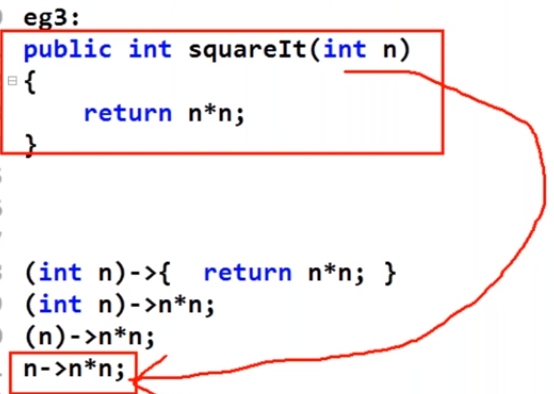 eg3:
public int squareIt(int n)
{
return n*n;
}
(int n)->{ return n*n; }
(int n)->n*n;
(n)->n*n;
n->n*n;